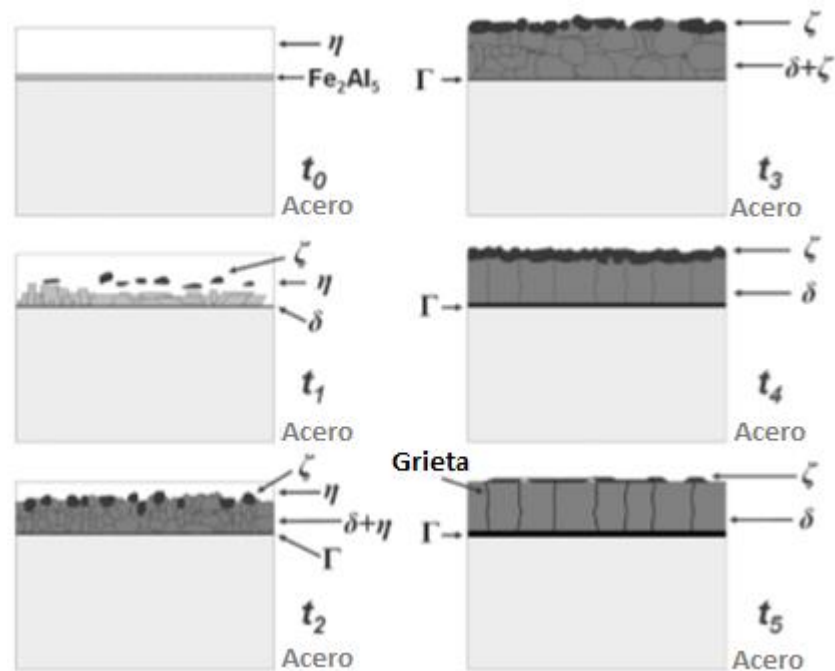 η
Fe₂Al₅
t₀
Acero
ζ
η
δ
t₁
Acero
ζ
η
δ+η
Γ
t₂
Acero
ζ
Γ
δ+ζ
t₃
Acero
ζ
δ
Γ
t₄
Acero
Grieta
ζ
δ
Γ
t₅
Acero